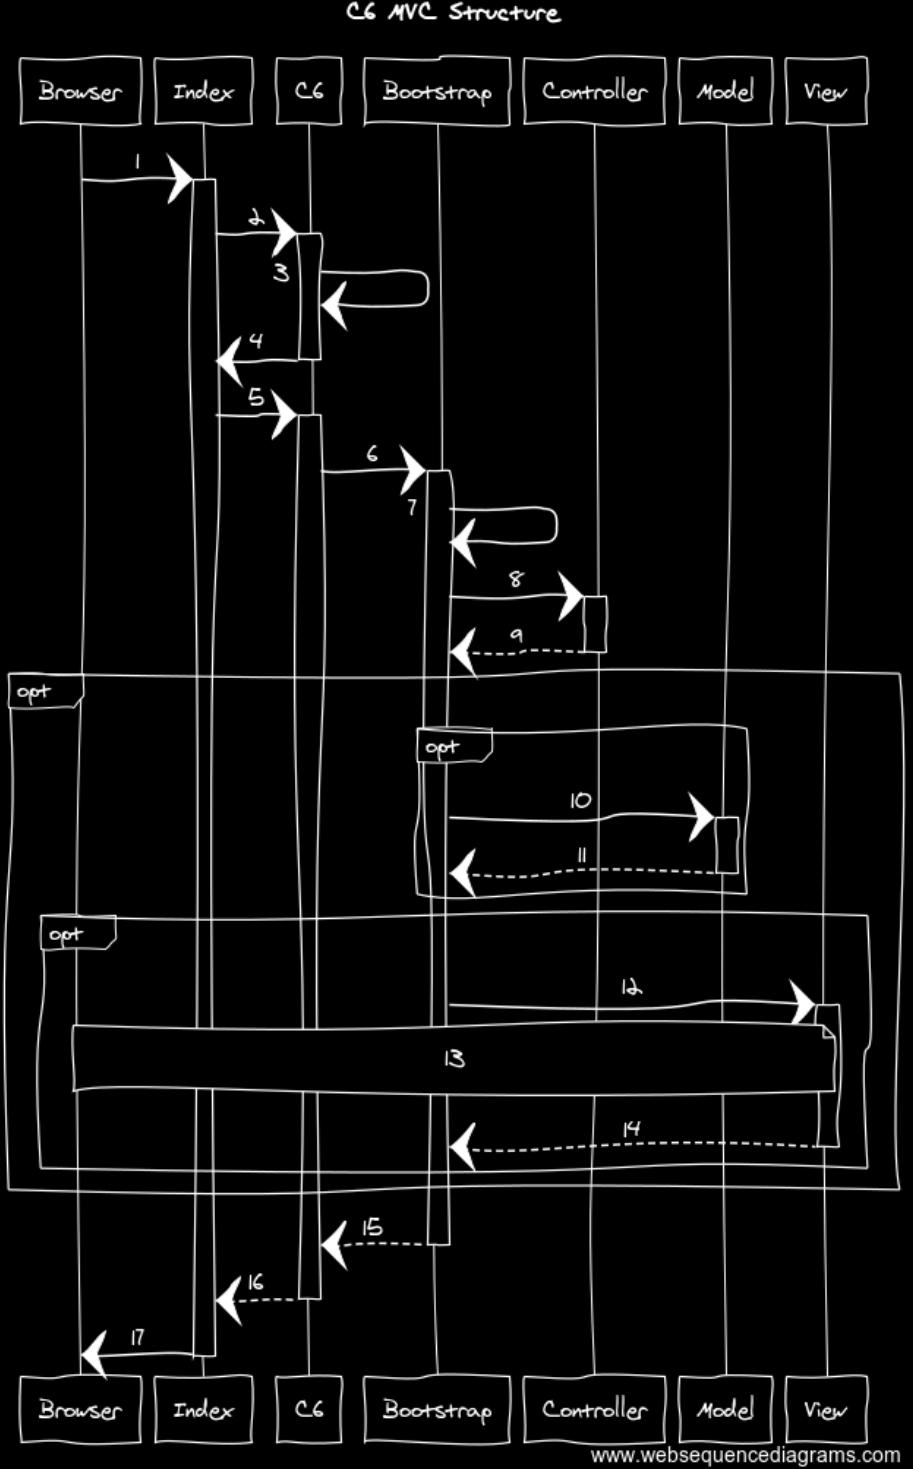 C6 MVC Structure
Browser Index C6 Bootstrap Controller Model View
1
2
3
4
5
6
7
8
9
opt
opt
10
11
opt
12
13
14
15
16
17
Browser Index C6 Bootstrap Controller Model View
www.websequencediagrams.com